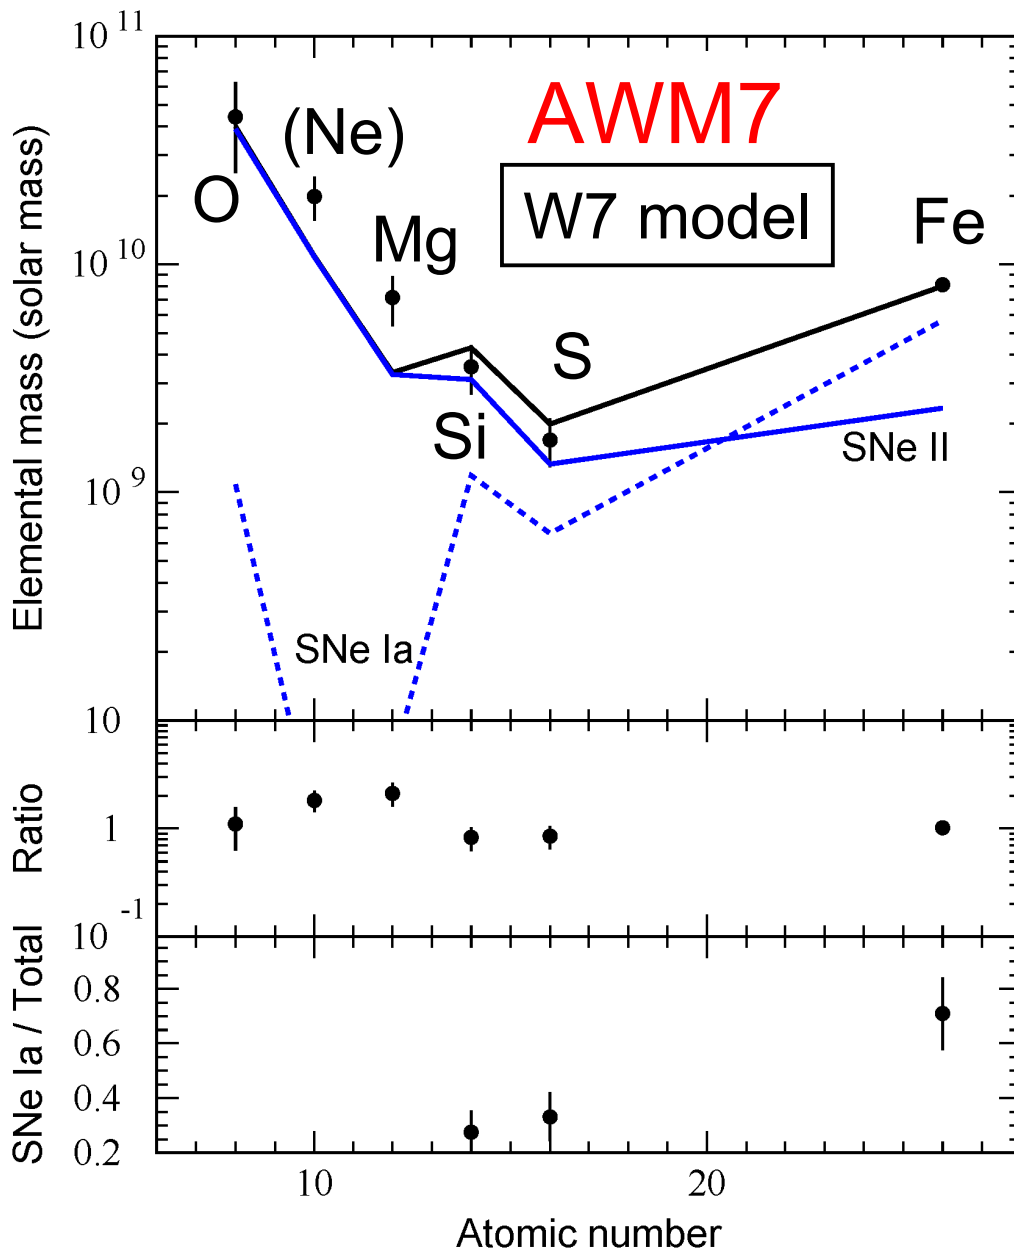 10^11
AWM7
(Ne)
O
W7 model
Mg
Fe
10^10
S
Si
SNe II
10^9
SNe Ia
Elemental mass (solar mass)
10
1
-1
10
Ratio
0.8
0.6
0.4
0.2
SNe Ia / Total
10
20
Atomic number